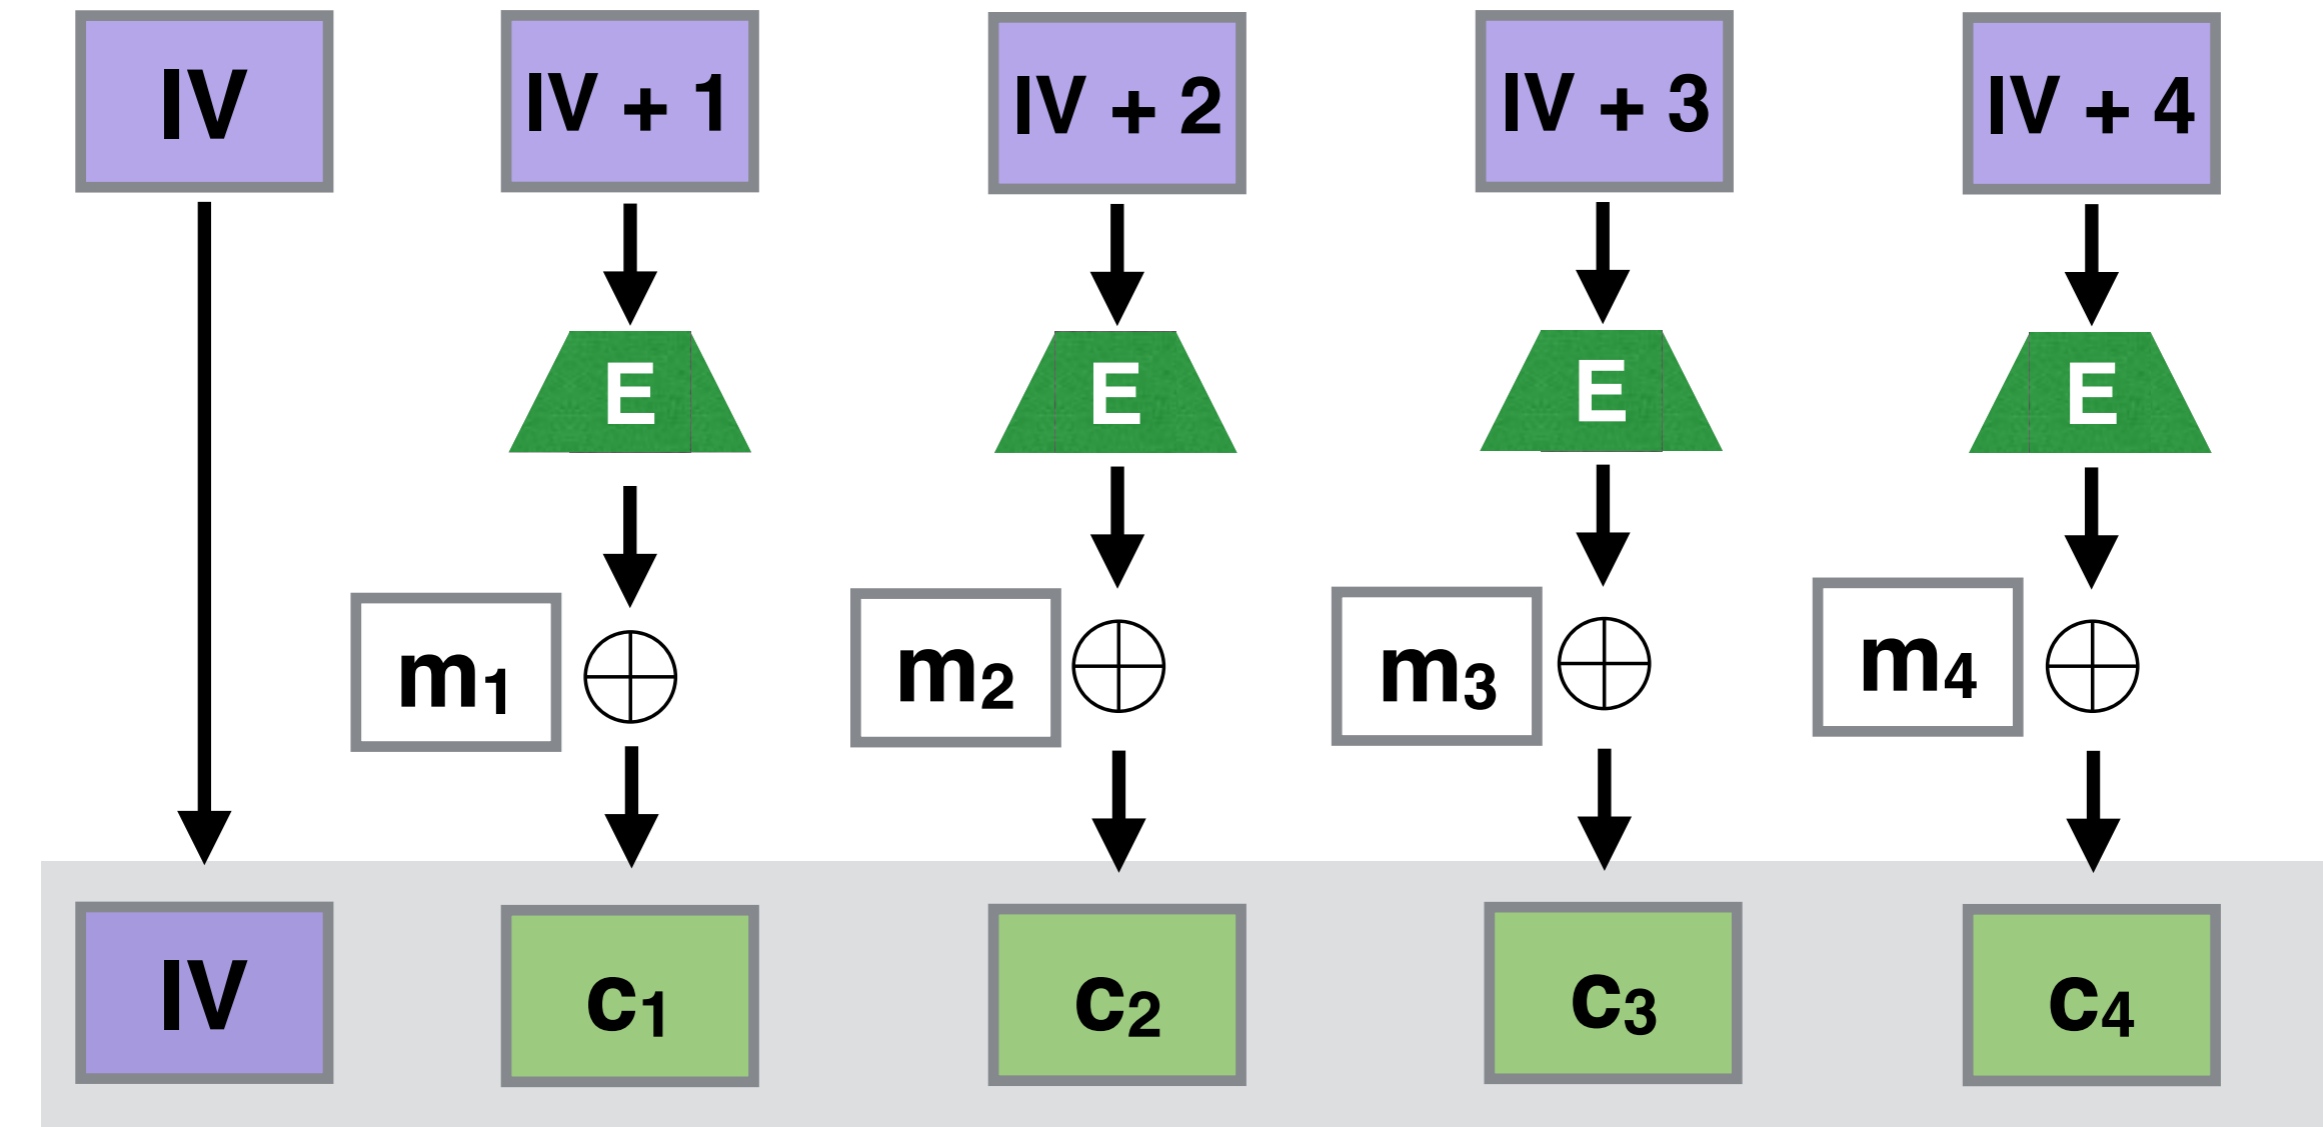 IV
IV + 1
IV + 2
IV + 3
IV + 4
E
E
E
E
m₁
m₂
m₃
m₄
IV
c₁
c₂
c₃
c₄